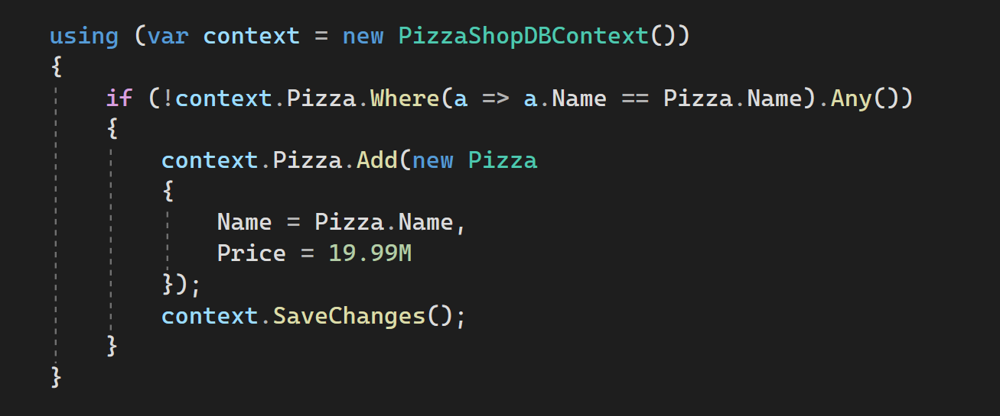 using (var context = new PizzaShopDBContext())
{
if (!context.Pizza.Where(a => a.Name == Pizza.Name).Any())
{
context.Pizza.Add(new Pizza
{
Name = Pizza.Name,
Price = 19.99M
});
context.SaveChanges();
}
}